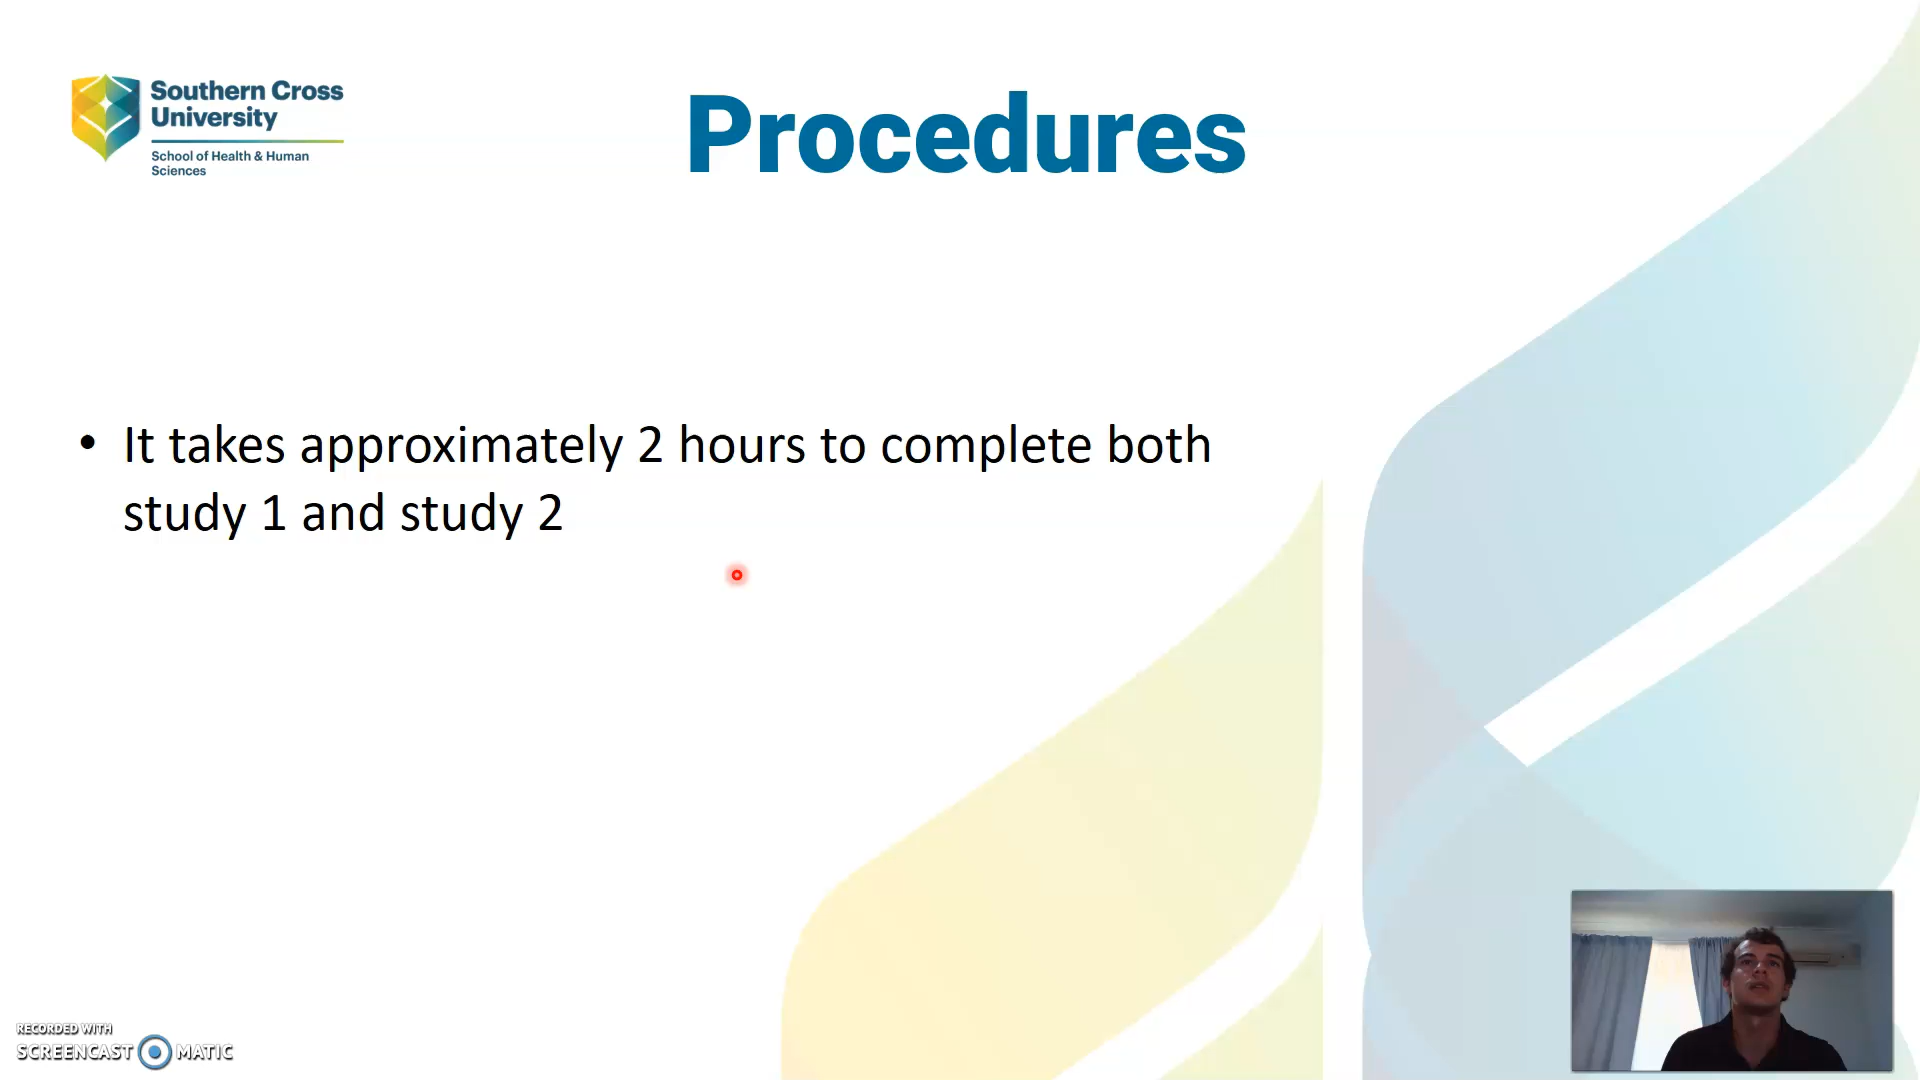 Southern Cross
University
School of Health & Human
Sciences
Procedures
• It takes approximately 2 hours to complete both
study 1 and study 2
RECORDED WITH
SCREENCAST MATIC